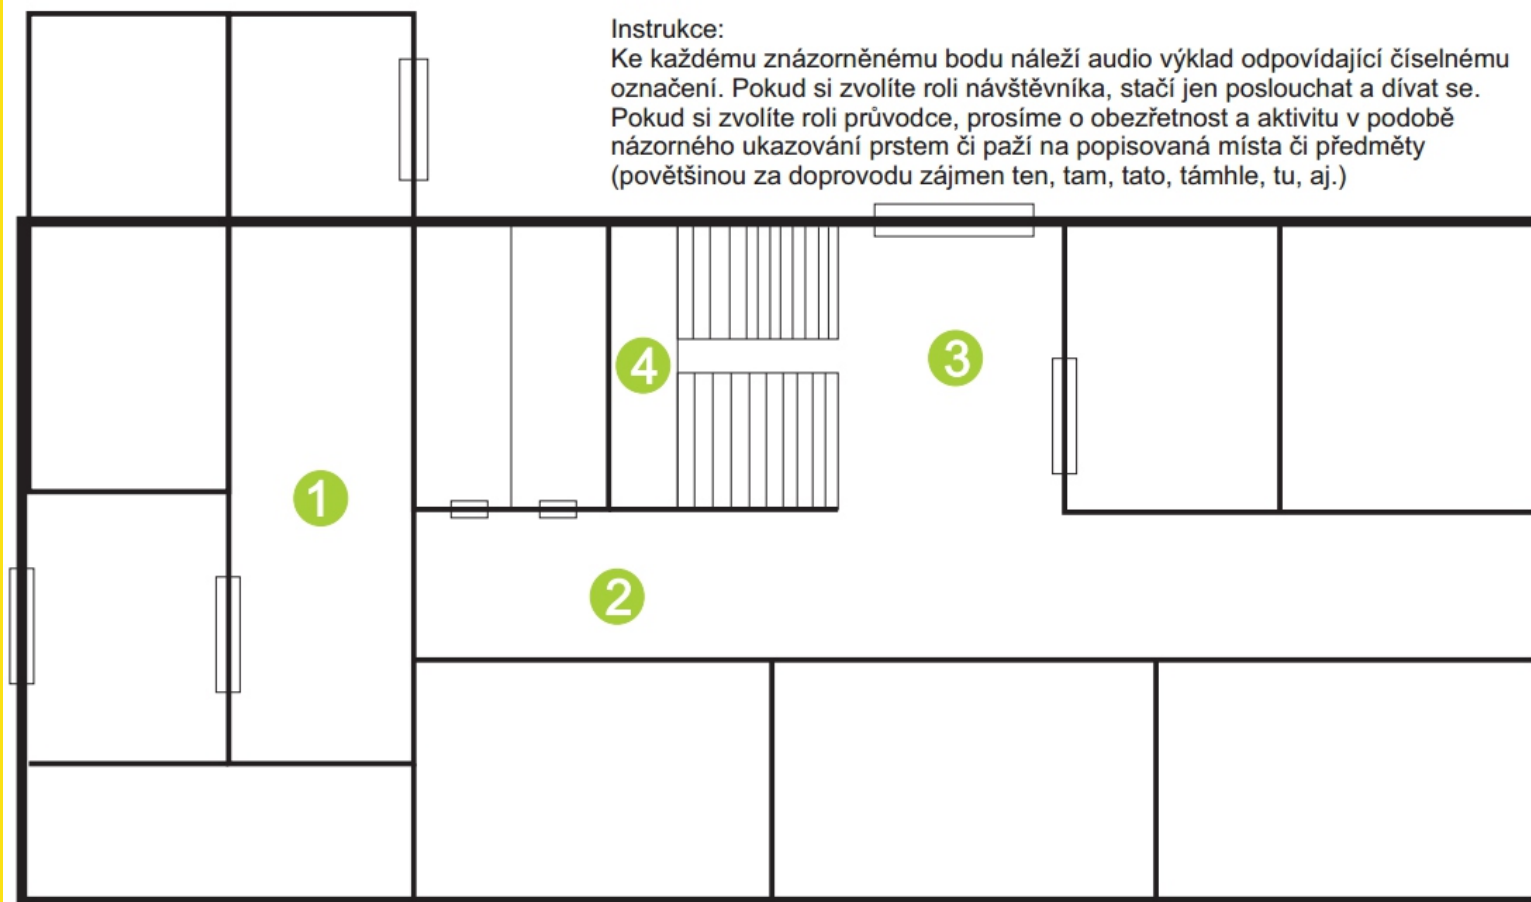 Instrukce:
Ke každému znázorněnému bodu náleží audio výklad odpovídající číselnému
označení. Pokud si zvolíte roli návštěvníka, stačí jen poslouchat a dívat se.
Pokud si zvolíte roli průvodce, prosíme o obezřetnost a aktivitu v podobě
názorného ukazování prstem či paží na popisovaná místa či předměty
(povětšinou za doprovodu zájmen ten, tam, tato, támhle, tu, aj.)
4
3
1
2